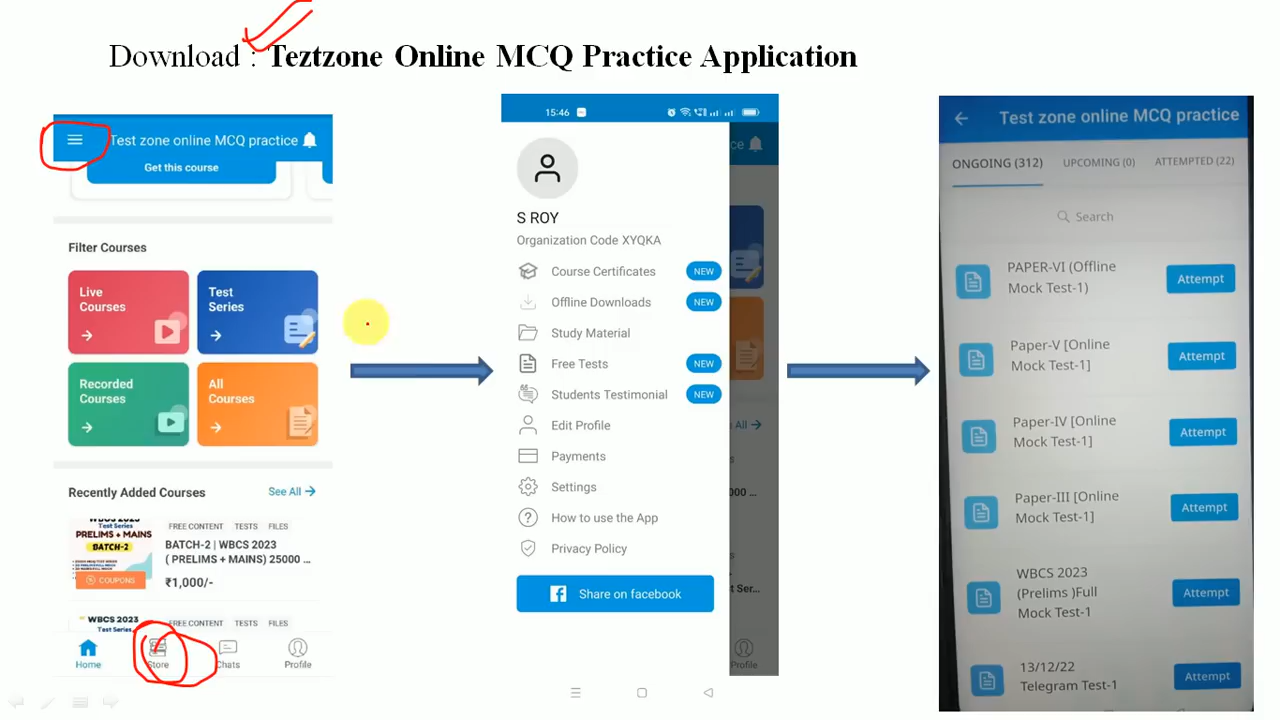 Download : Teztzone Online MCQ Practice Application
Test zone online MCQ practice
Get this course
Filter Courses
Live
Courses
Test
Series
Recorded
Courses
All
Courses
Recently Added Courses
See All
WBCS 2023
Test Series
PRELIMS + MAINS
BATCH-2
COUPONS
FREE CONTENT TESTS FILES
BATCH-2 | WBCS 2023
( PRELIMS + MAINS) 25000 ...
₹1,000/-
WBCS 2023
Test Series
FREE CONTENT TESTS FILES
Home
Store
Chats
Profile
15:46
ce
S ROY
Organization Code XYQKA
Course Certificates NEW
Offline Downloads NEW
Study Material
Free Tests NEW
Students Testimonial NEW
Edit Profile
Payments
Settings
How to use the App
Privacy Policy
Share on facebook
e All
000 ...
st Ser...
Profile
Test zone online MCQ practice
ONGOING (312) UPCOMING (0) ATTEMPTED (22)
Search
PAPER-VI (Offline
Mock Test-1)
Attempt
Paper-V [Online
Mock Test-1]
Attempt
Paper-IV [Online
Mock Test-1]
Attempt
Paper-III [Online
Mock Test-1]
Attempt
WBCS 2023
(Prelims )Full
Mock Test-1
Attempt
13/12/22
Telegram Test-1
Attempt